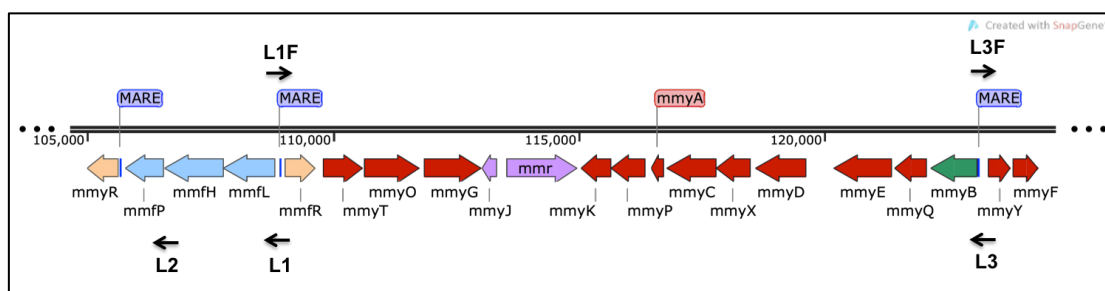 Created with SnapGene
L1F
L3F
MARE
MARE
mmyA
MARE
105,000
110,000
115,000
120,000
mmr
mmyR
mmfH
mmfL
mmyO
mmyG
mmyC
mmyD
mmyE
mmyB
mmyF
mmfP
mmfR
mmyT
mmyJ
mmyK
mmyP
mmyX
mmyQ
mmyY
L2
L1
L3